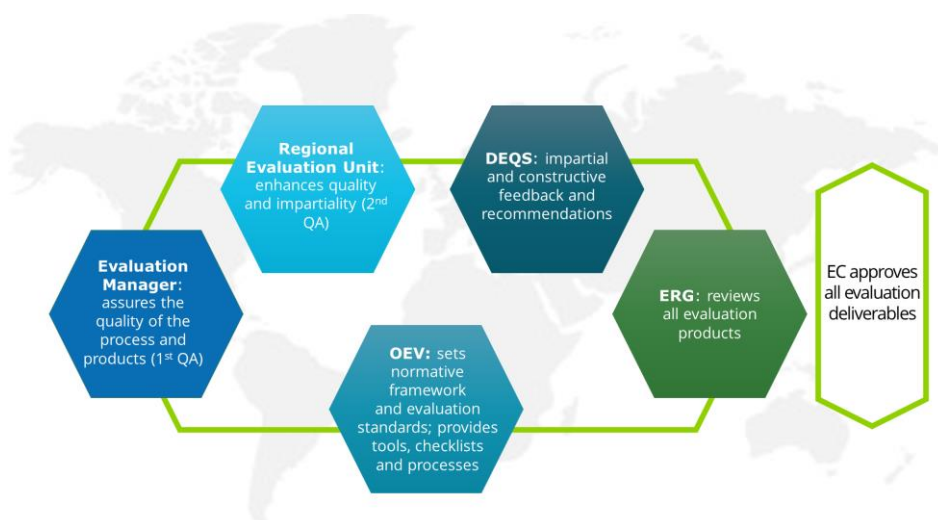 Regional
Evaluation Unit:
enhances quality
and impartiality (2nd
QA)
DEQS: impartial
and constructive
feedback and
recommendations
Evaluation
Manager:
assures the
quality of the
process and
products (1st QA)
OEV: sets
normative
framework
and evaluation
standards; provides
tools, checklists
and processes
ERG: reviews
all evaluation
products
EC approves
all evaluation
deliverables